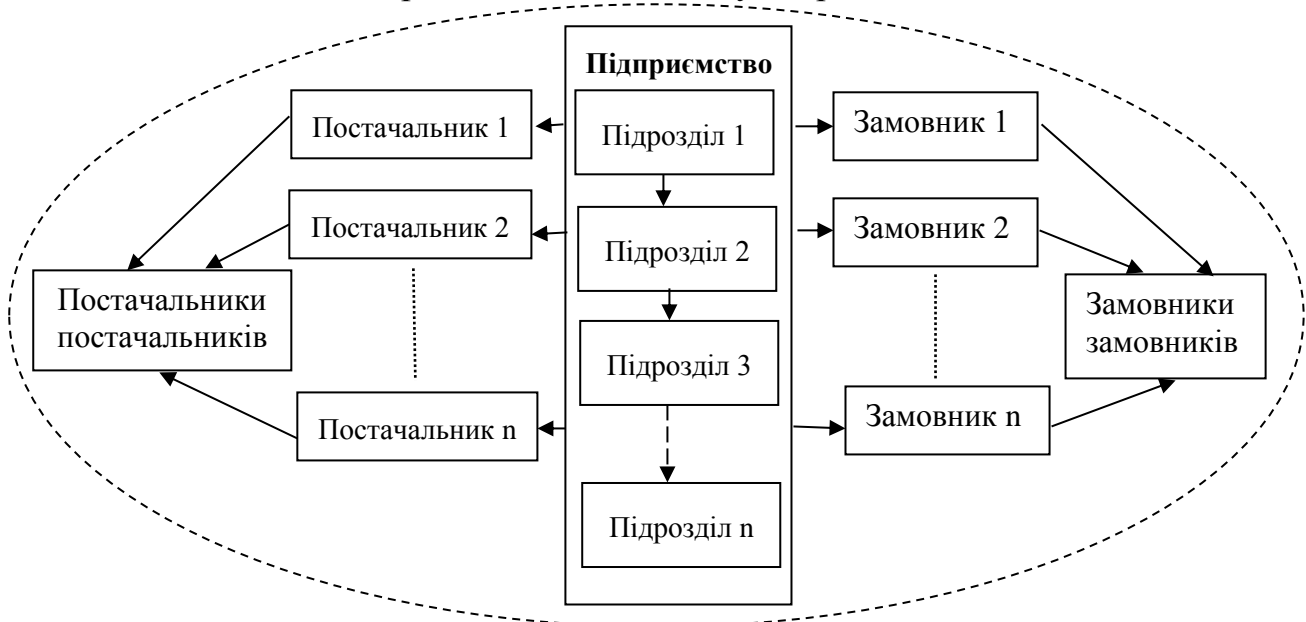 Підприємство
Постачальник 1
Підрозділ 1
Замовник 1
Постачальник 2
Підрозділ 2
Замовник 2
Постачальники
постачальників
Підрозділ 3
Замовники
замовників
Постачальник n
Замовник n
Підрозділ n